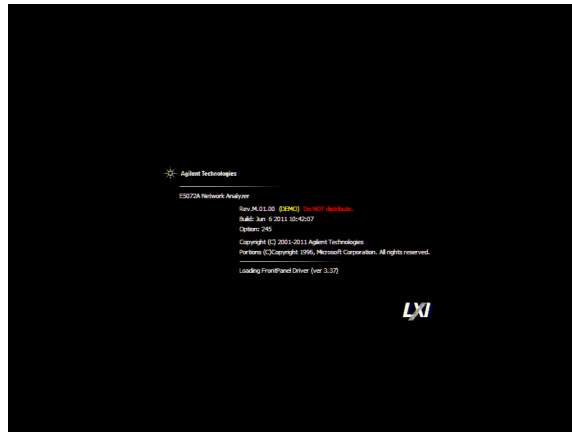 Agilent Technologies
E5072A Network Analyzer
Rev.M.01.00 (DEMO) Do NOT distribute.
Build: Jun 6 2011 10:42:07
Option: 245
Copyright (C) 2001-2011 Agilent Technologies
Portions (C)Copyright 1996, Microsoft Corporation. All rights reserved.
Loading FrontPanel Driver (ver 3.37)
LXI